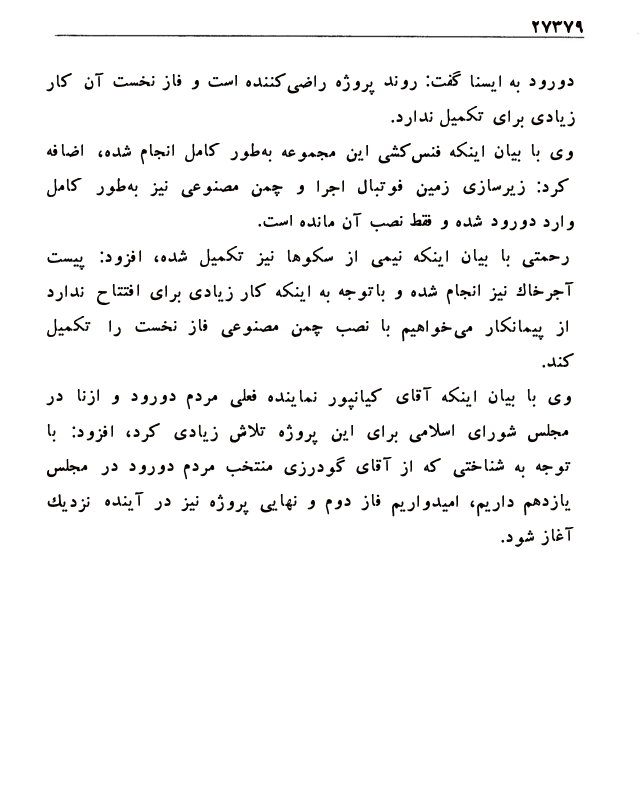 ۲۷۳۷۹
دورود به ایسنا گفت: روند پروژه راضی‌کننده است و فاز نخست آن کار
زیادی برای تکمیل ندارد.
وی با بیان اینکه فنس‌کشی این مجموعه به‌طور کامل انجام شده، اضافه
کرد: زیرسازی زمین فوتبال اجرا و چمن مصنوعی نیز به‌طور کامل
وارد دورود شده و فقط نصب آن مانده است.
رحمتی با بیان اینکه نیمی از سکوها نیز تکمیل شده، افزود: پیست
آجرخاك نیز انجام شده و باتوجه به اینکه کار زیادی برای افتتاح ندارد
از پیمانکار می‌خواهیم با نصب چمن مصنوعی فاز نخست را تکمیل
کند.
وی با بیان اینکه آقای کیانپور نماینده فعلی مردم دورود و ازنا در
مجلس شورای اسلامی برای این پروژه تلاش زیادی کرد، افزود: با
توجه به شناختی که از آقای گودرزی منتخب مردم دورود در مجلس
یازدهم داریم، امیدواریم فاز دوم و نهایی پروژه نیز در آینده نزدیك
آغاز شود.